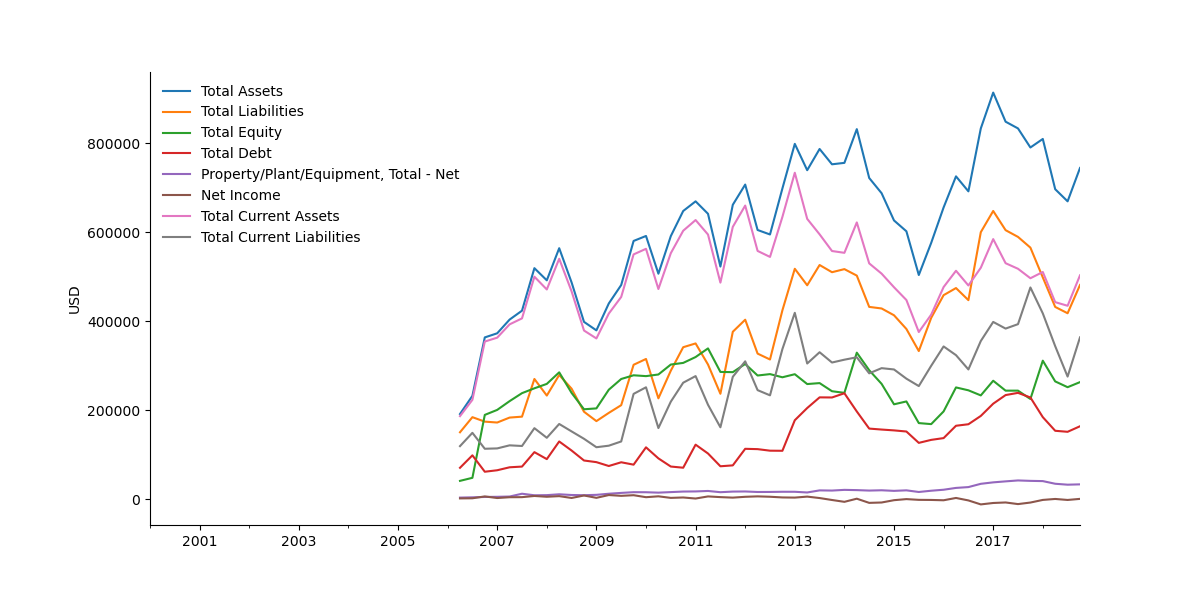 Total Assets
Total Liabilities
Total Equity
Total Debt
Property/Plant/Equipment, Total - Net
Net Income
Total Current Assets
Total Current Liabilities
USD
800000
600000
400000
200000
0
2001 2003 2005 2007 2009 2011 2013 2015 2017